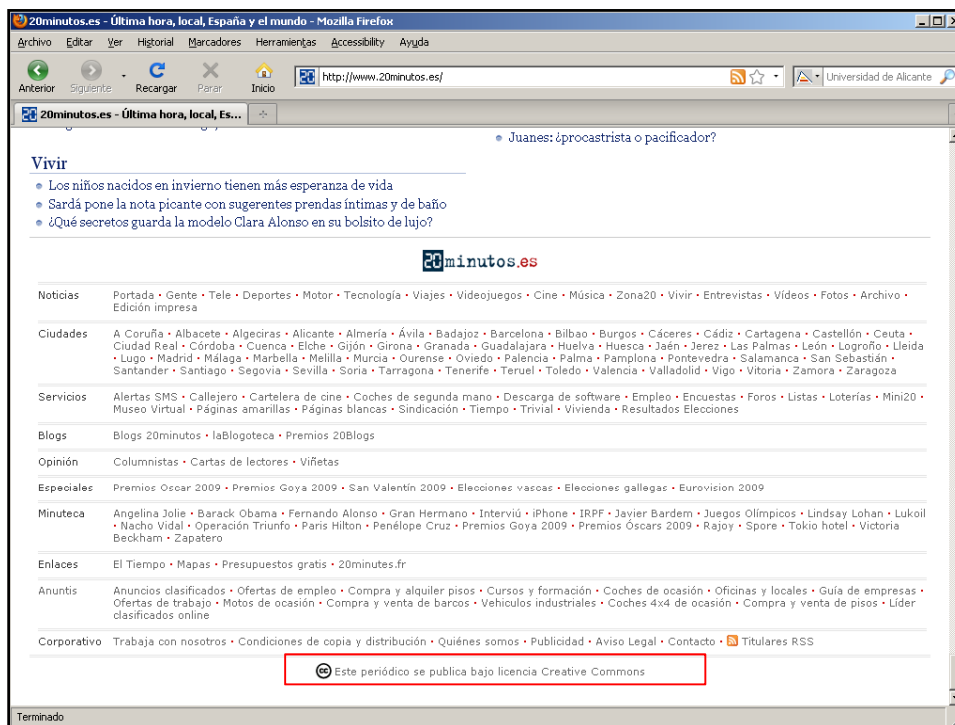 20minutos.es - Última hora, local, España y el mundo - Mozilla Firefox
Archivo Editar Ver Historial Marcadores Herramientas Accessibility Ayuda
Anterior Siguiente Recargar Parar Inicio http://www.20minutos.es/ Universidad de Alicante
20minutos.es - Última hora, local, Es...
Juanes: ¿procastrista o pacificador?
Vivir
Los niños nacidos en invierno tienen más esperanza de vida
Sardá pone la nota picante con sugerentes prendas íntimas y de baño
¿Qué secretos guarda la modelo Clara Alonso en su bolsito de lujo?
20minutos.es
Noticias Portada • Gente • Tele • Deportes • Motor • Tecnología • Viajes • Videojuegos • Cine • Música • Zona20 • Vivir • Entrevistas • Vídeos • Fotos • Archivo •
Edición impresa
Ciudades A Coruña • Albacete • Algeciras • Alicante • Almería • Ávila • Badajoz • Barcelona • Bilbao • Burgos • Cáceres • Cádiz • Cartagena • Castellón • Ceuta •
Ciudad Real • Córdoba • Cuenca • Elche • Gijón • Girona • Granada • Guadalajara • Huelva • Huesca • Jaén • Jerez • Las Palmas • León • Logroño • Lleida
• Lugo • Madrid • Málaga • Marbella • Melilla • Murcia • Ourense • Oviedo • Palencia • Palma • Pamplona • Pontevedra • Salamanca • San Sebastián •
Santander • Santiago • Segovia • Sevilla • Soria • Tarragona • Tenerife • Teruel • Toledo • Valencia • Valladolid • Vigo • Vitoria • Zamora • Zaragoza
Servicios Alertas SMS • Callejero • Cartelera de cine • Coches de segunda mano • Descarga de software • Empleo • Encuestas • Foros • Listas • Loterías • Mini20 •
Museo Virtual • Páginas amarillas • Páginas blancas • Sindicación • Tiempo • Trivial • Vivienda • Resultados Elecciones
Blogs Blogs 20minutos • laBlogoteca • Premios 20Blogs
Opinión Columnistas • Cartas de lectores • Viñetas
Especiales Premios Oscar 2009 • Premios Goya 2009 • San Valentín 2009 • Elecciones vascas • Elecciones gallegas • Eurovision 2009
Minuteca Angelina Jolie • Barack Obama • Fernando Alonso • Gran Hermano • Interviú • iPhone • IRPF • Javier Bardem • Juegos Olímpicos • Lindsay Lohan • Lukoil
• Nacho Vidal • Operación Triunfo • Paris Hilton • Penélope Cruz • Premios Goya 2009 • Premios Óscars 2009 • Rajoy • Spore • Tokio hotel • Victoria
Beckham • Zapatero
Enlaces El Tiempo • Mapas • Presupuestos gratis • 20minutes.fr
Anuntis Anuncios clasificados • Ofertas de empleo • Compra y alquiler pisos • Cursos y formación • Coches de ocasión • Oficinas y locales • Guía de empresas •
Ofertas de trabajo • Motos de ocasión • Compra y venta de barcos • Vehiculos industriales • Coches 4x4 de ocasión • Compra y venta de pisos • Líder
clasificados online
Corporativo Trabaja con nosotros • Condiciones de copia y distribución • Quiénes somos • Publicidad • Aviso Legal • Contacto • Titulares RSS
cc Este periódico se publica bajo licencia Creative Commons
Terminado